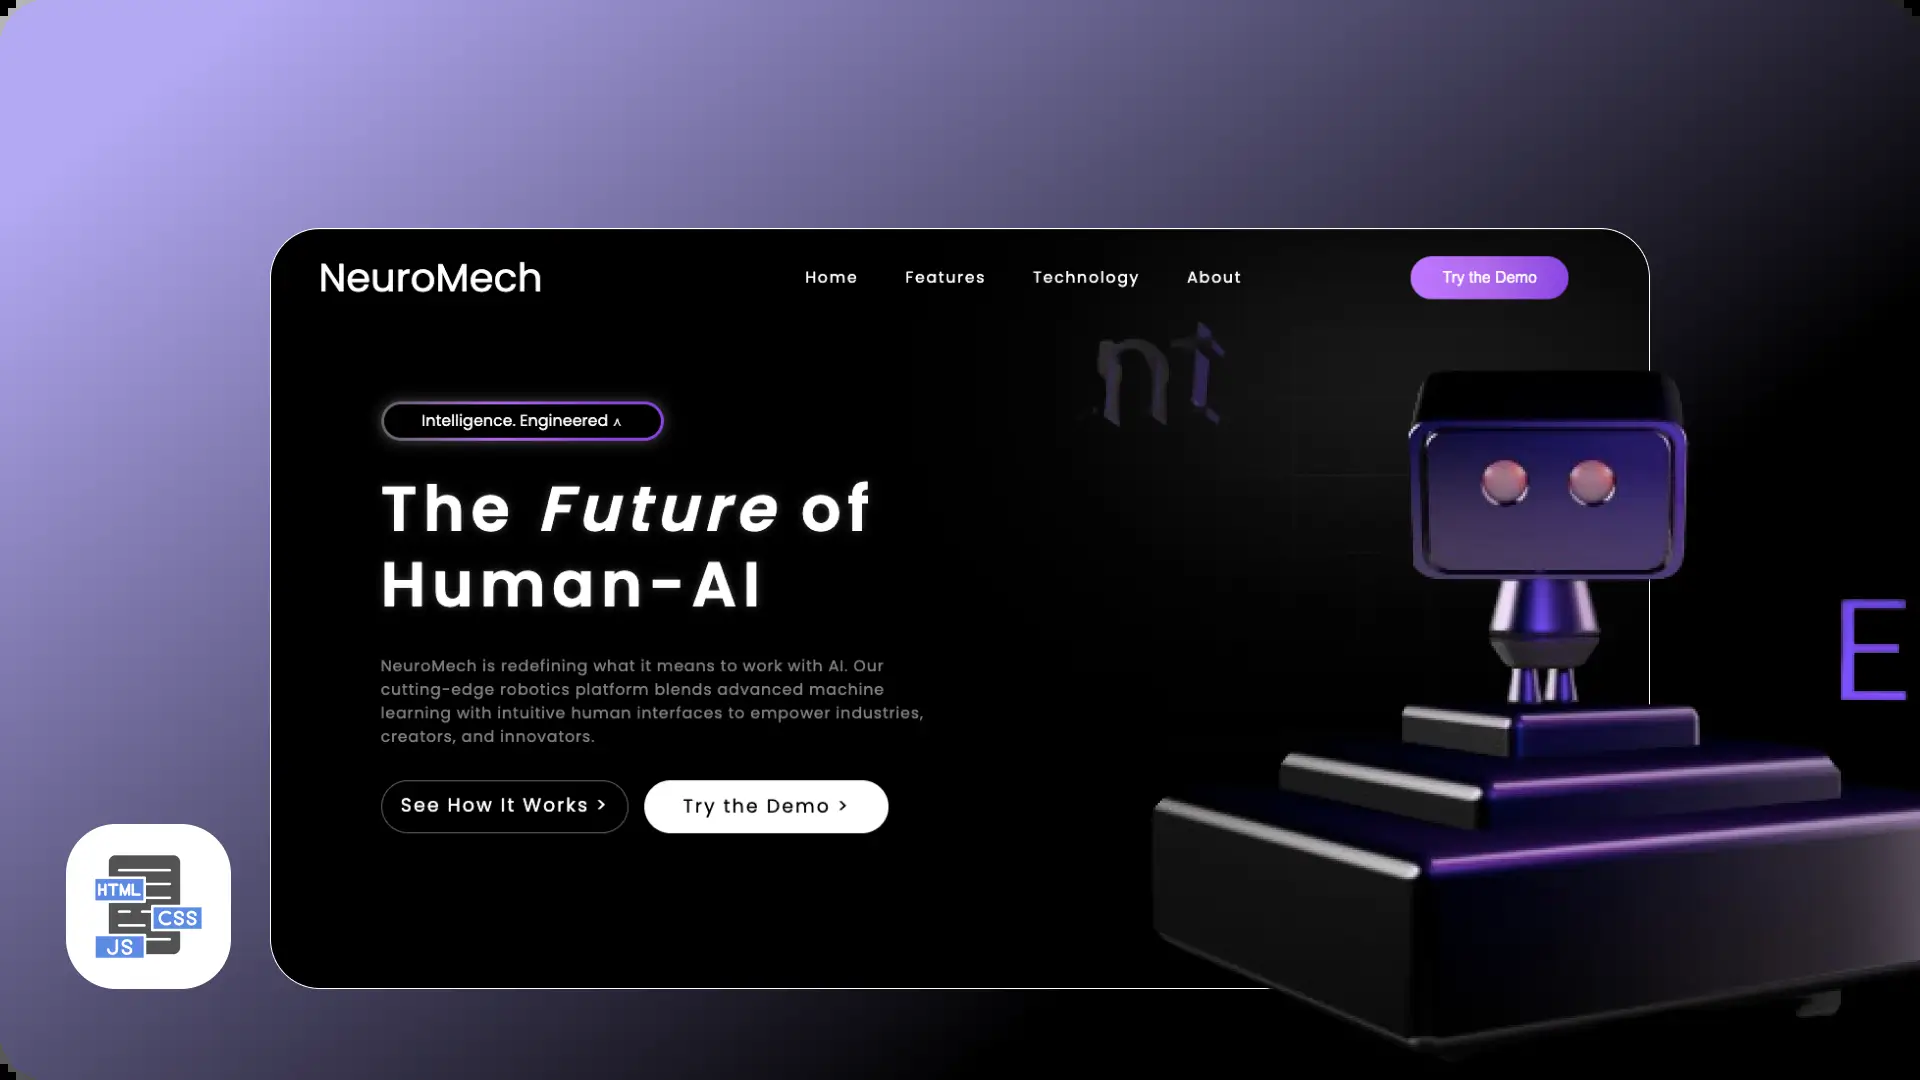 NeuroMech
Home
Features
Technology
About
Try the Demo
nt
Intelligence. Engineered ∧
The Future of
Human-AI
E
NeuroMech is redefining what it means to work with AI. Our
cutting-edge robotics platform blends advanced machine
learning with intuitive human interfaces to empower industries,
creators, and innovators.
See How It Works >
Try the Demo >
HTML
CSS
JS